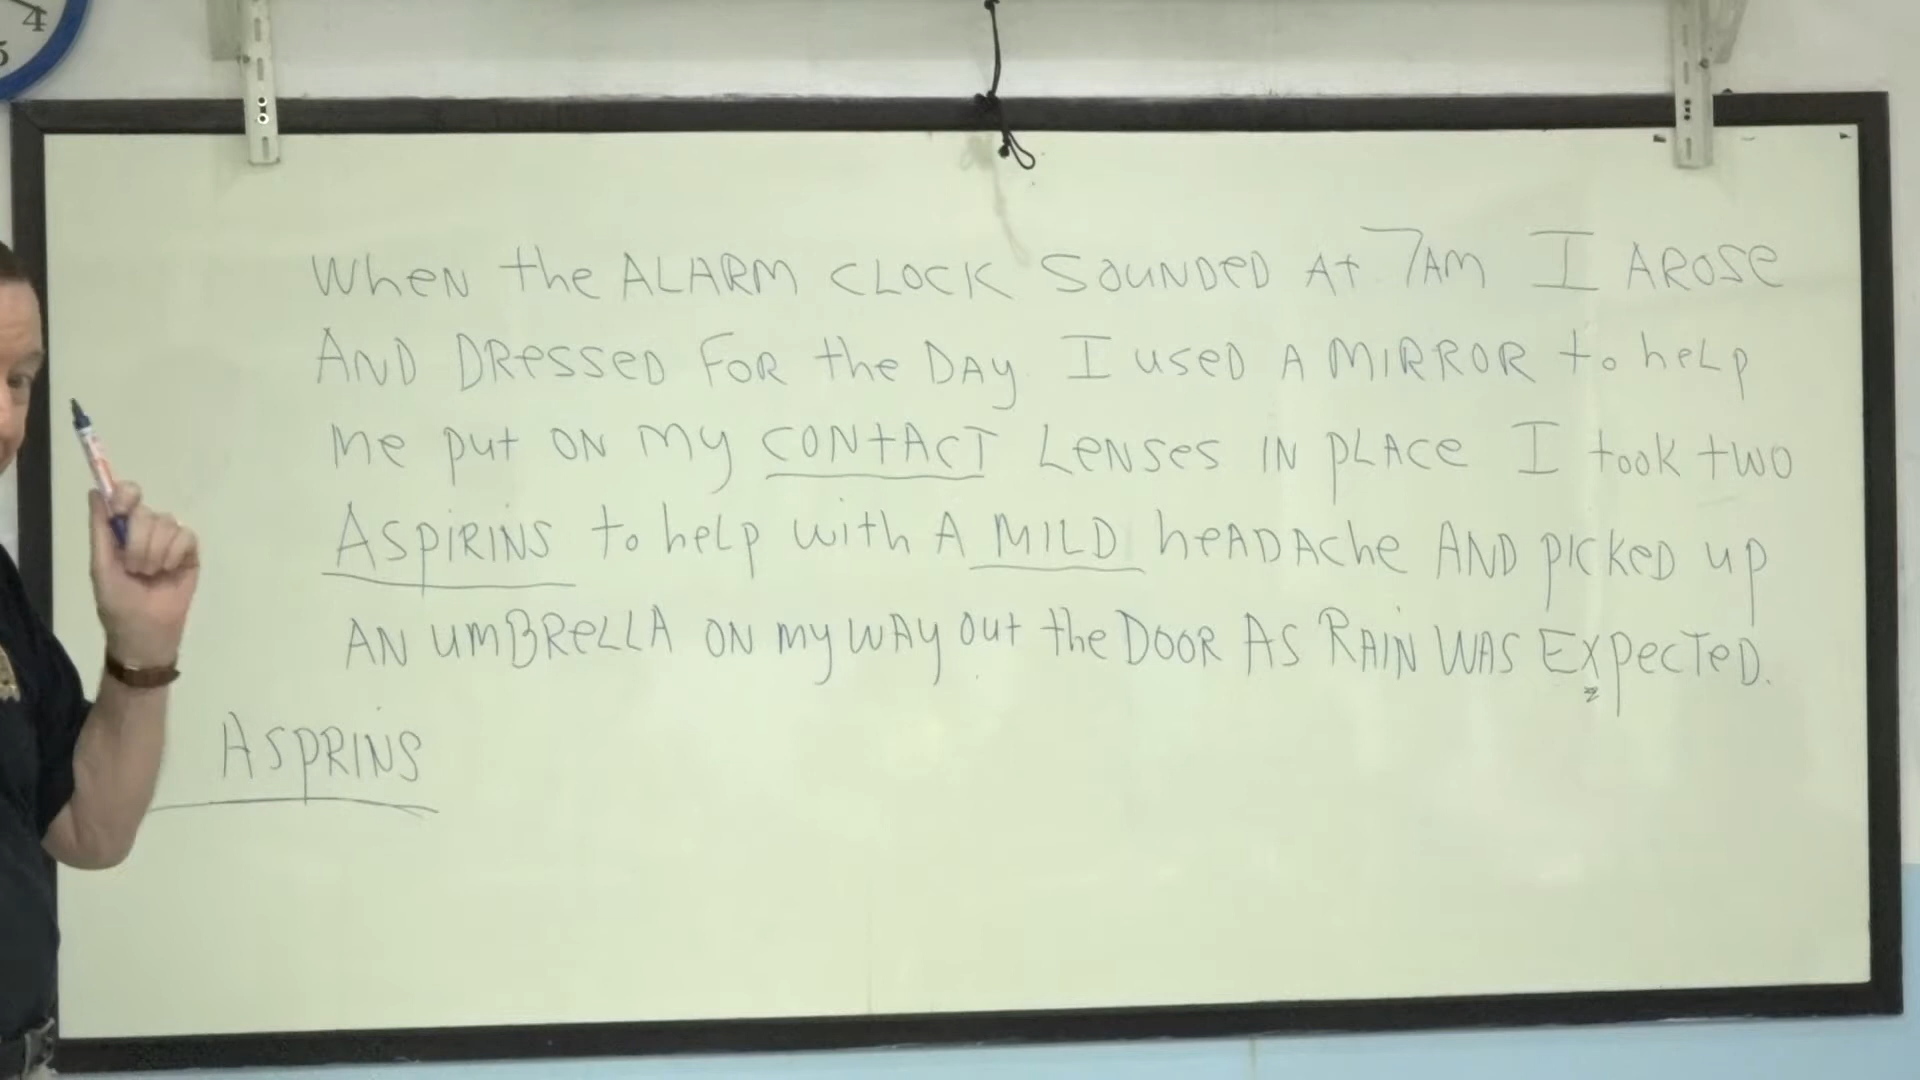 4
5
When the ALARM CLOCK SOUNDED At 7AM I AROSE
AND DRessED FOR the DAY. I used A MIRROR to help
me put ON my CONtACT Lenses IN pLACe I took two
ASpIRINS to help with A MILD heADAche AND pICKeD up
AN umBReLLA ON my WAy out the DOOR AS RAIN WAS ExpecTeD.
ASpRINS